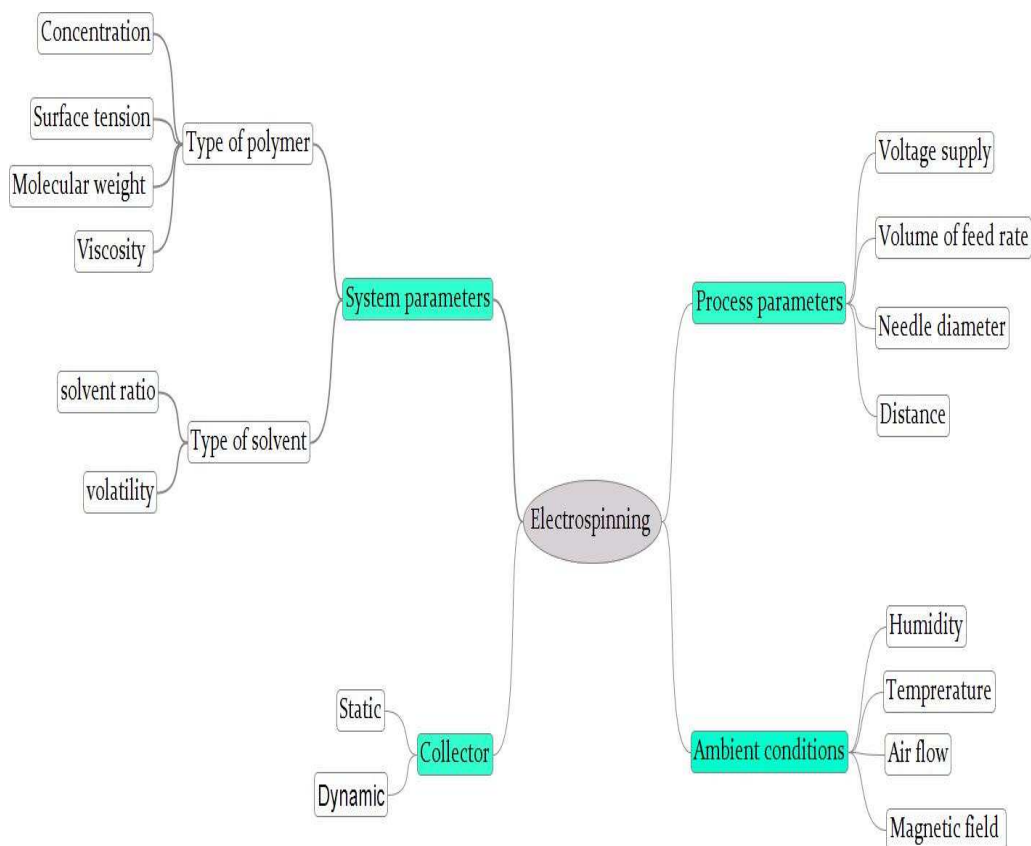 Concentration
Surface tension
Type of polymer
Molecular weight
Viscosity
System parameters
solvent ratio
Type of solvent
volatility
Electrospinning
Static
Collector
Dynamic
Voltage supply
Volume of feed rate
Process parameters
Needle diameter
Distance
Humidity
Temprerature
Ambient conditions
Air flow
Magnetic field